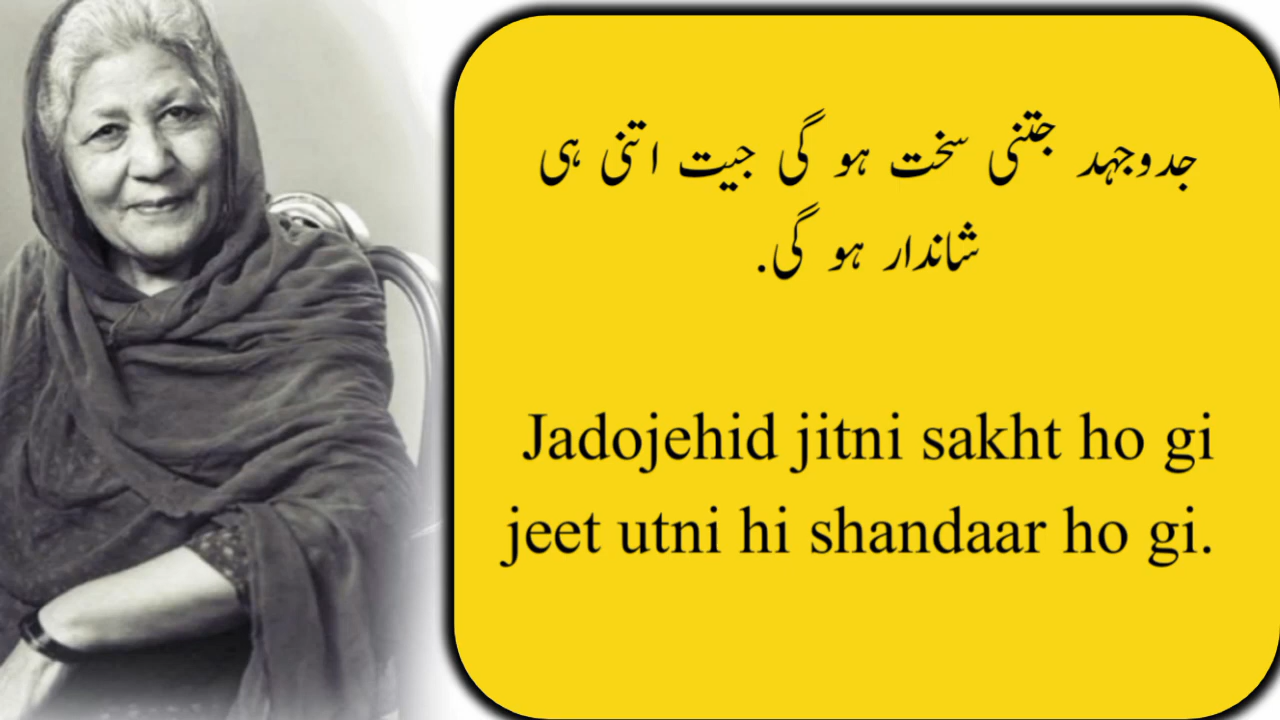 جدوجہد جتنی سخت ہو گی جیت اتنی ہی
شاندار ہو گی.
Jadojehid jitni sakht ho gi
jeet utni hi shandaar ho gi.